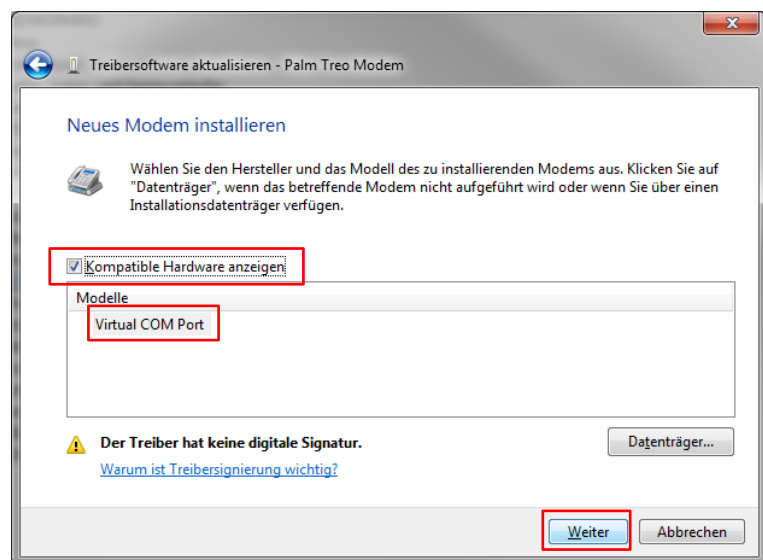 Treibersoftware aktualisieren - Palm Treo Modem
Neues Modem installieren
Wählen Sie den Hersteller und das Modell des zu installierenden Modems aus. Klicken Sie auf
"Datenträger", wenn das betreffende Modem nicht aufgeführt wird oder wenn Sie über einen
Installationsdatenträger verfügen.
Kompatible Hardware anzeigen
Modelle
Virtual COM Port
Der Treiber hat keine digitale Signatur.
Datenträger...
Warum ist Treibersignierung wichtig?
Weiter
Abbrechen